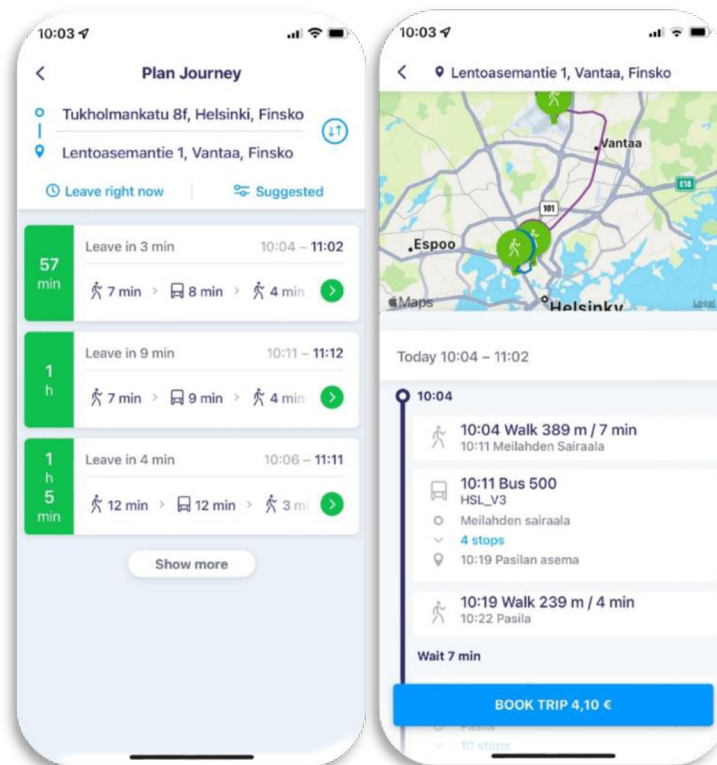 10:03
Plan Journey
Tukholmankatu 8f, Helsinki, Finsko
Lentoasemantie 1, Vantaa, Finsko
Leave right now
Suggested
57
min
Leave in 3 min
10:04 – 11:02
7 min > 8 min > 4 min
1
h
Leave in 9 min
10:11 – 11:12
7 min > 9 min > 4 min
1
h
5
min
Leave in 4 min
10:06 – 11:11
12 min > 12 min > 3 mi
Show more
10:03
Lentoasemantie 1, Vantaa, Finsko
Vantaa
E18
101
Espoo
Maps
Helsinky
Legal
Today 10:04 – 11:02
10:04
10:04 Walk 389 m / 7 min
10:11 Meilahden Sairaala
10:11 Bus 500
HSL_V3
Meilahden sairaala
4 stops
10:19 Pasilan asema
10:19 Walk 239 m / 4 min
10:22 Pasila
Wait 7 min
BOOK TRIP 4,10 €
Pasila
10 stops